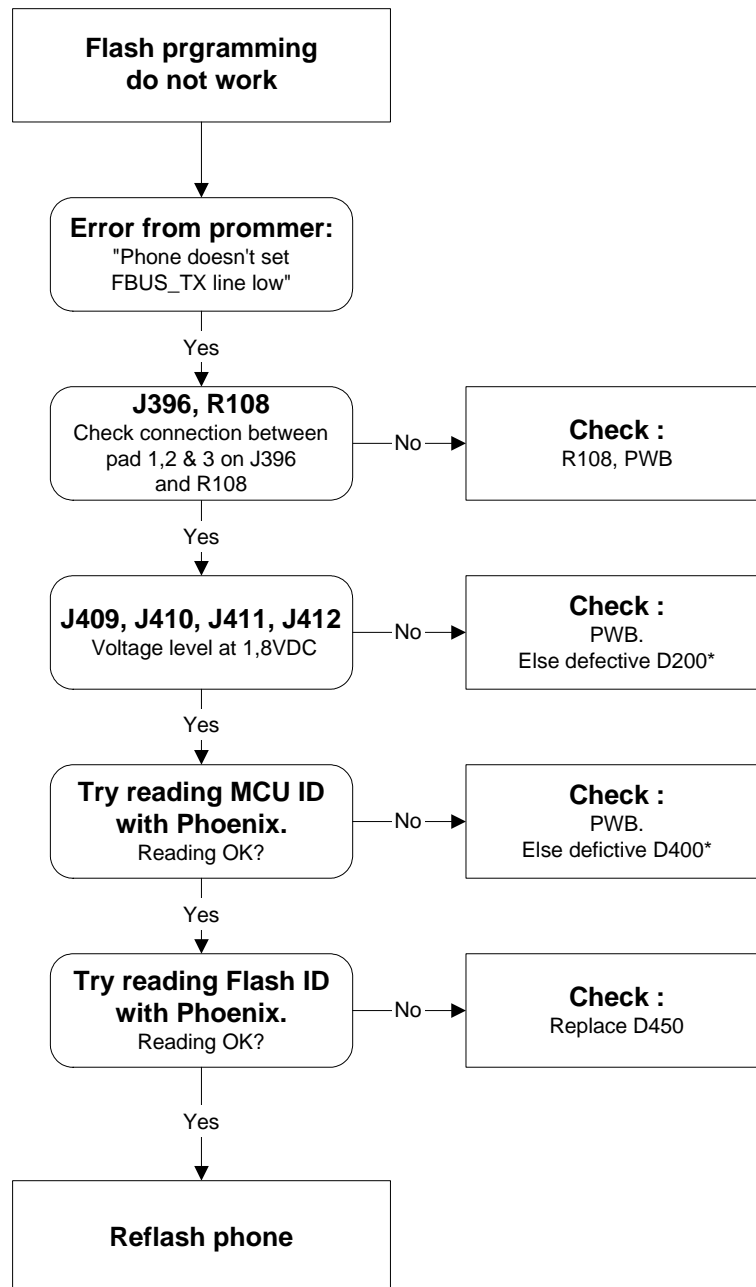 Flash prgramming
do not work
Error from prommer:
"Phone doesn't set
FBUS_TX line low"
Yes
J396, R108
Check connection between
pad 1,2 & 3 on J396
and R108
No
Check :
R108, PWB
Yes
J409, J410, J411, J412
Voltage level at 1,8VDC
No
Check :
PWB.
Else defective D200*
Yes
Try reading MCU ID
with Phoenix.
Reading OK?
No
Check :
PWB.
Else defictive D400*
Yes
Try reading Flash ID
with Phoenix.
Reading OK?
No
Check :
Replace D450
Yes
Reflash phone